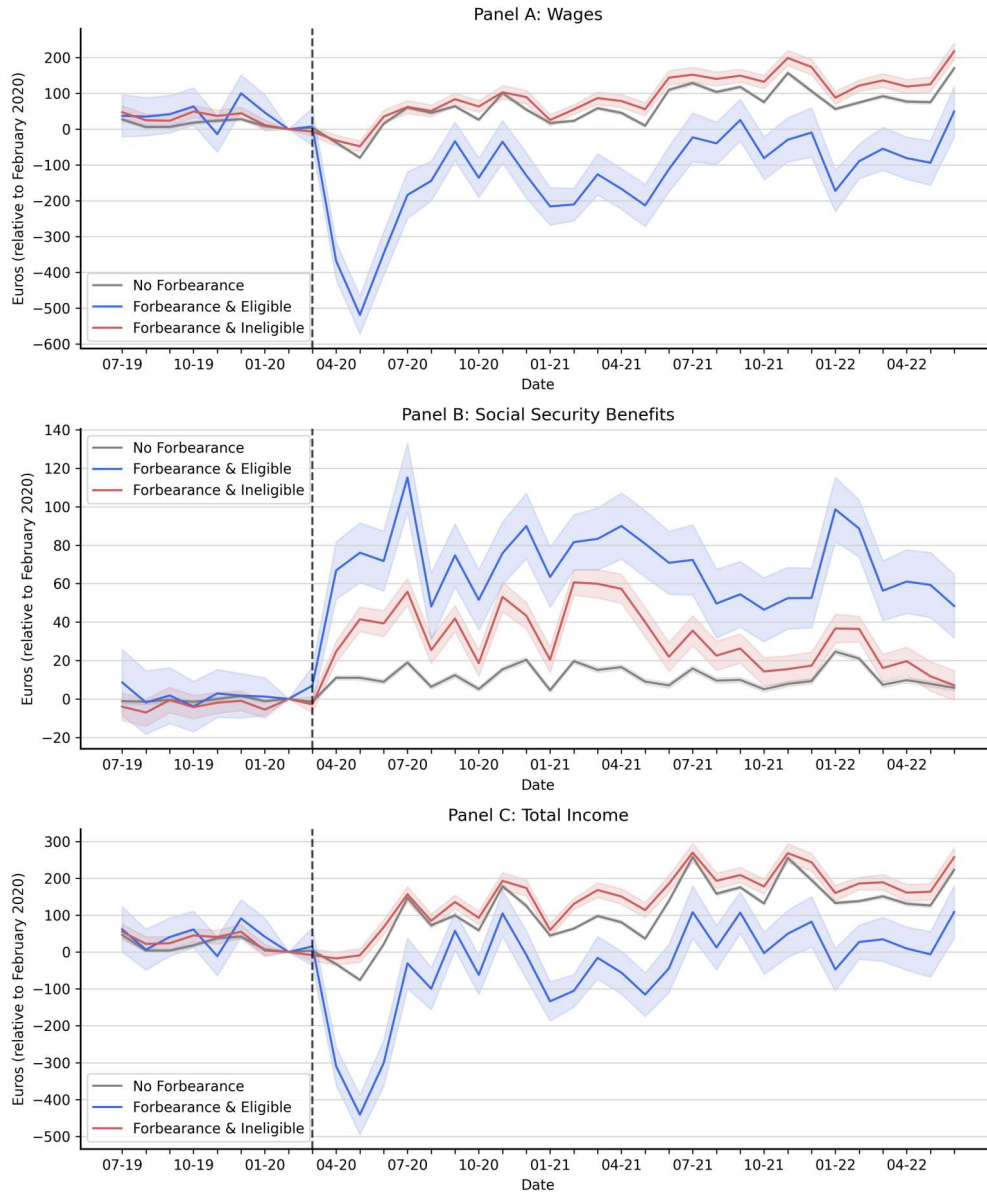 Panel A: Wages
Euros (relative to February 2020)
200
100
0
−100
−200
−300
−400
−500
−600
No Forbearance
Forbearance & Eligible
Forbearance & Ineligible
07-19 10-19 01-20 04-20 07-20 10-20 01-21 04-21 07-21 10-21 01-22 04-22
Date
Panel B: Social Security Benefits
Euros (relative to February 2020)
140
120
100
80
60
40
20
0
−20
No Forbearance
Forbearance & Eligible
Forbearance & Ineligible
07-19 10-19 01-20 04-20 07-20 10-20 01-21 04-21 07-21 10-21 01-22 04-22
Date
Panel C: Total Income
Euros (relative to February 2020)
300
200
100
0
−100
−200
−300
−400
−500
No Forbearance
Forbearance & Eligible
Forbearance & Ineligible
07-19 10-19 01-20 04-20 07-20 10-20 01-21 04-21 07-21 10-21 01-22 04-22
Date